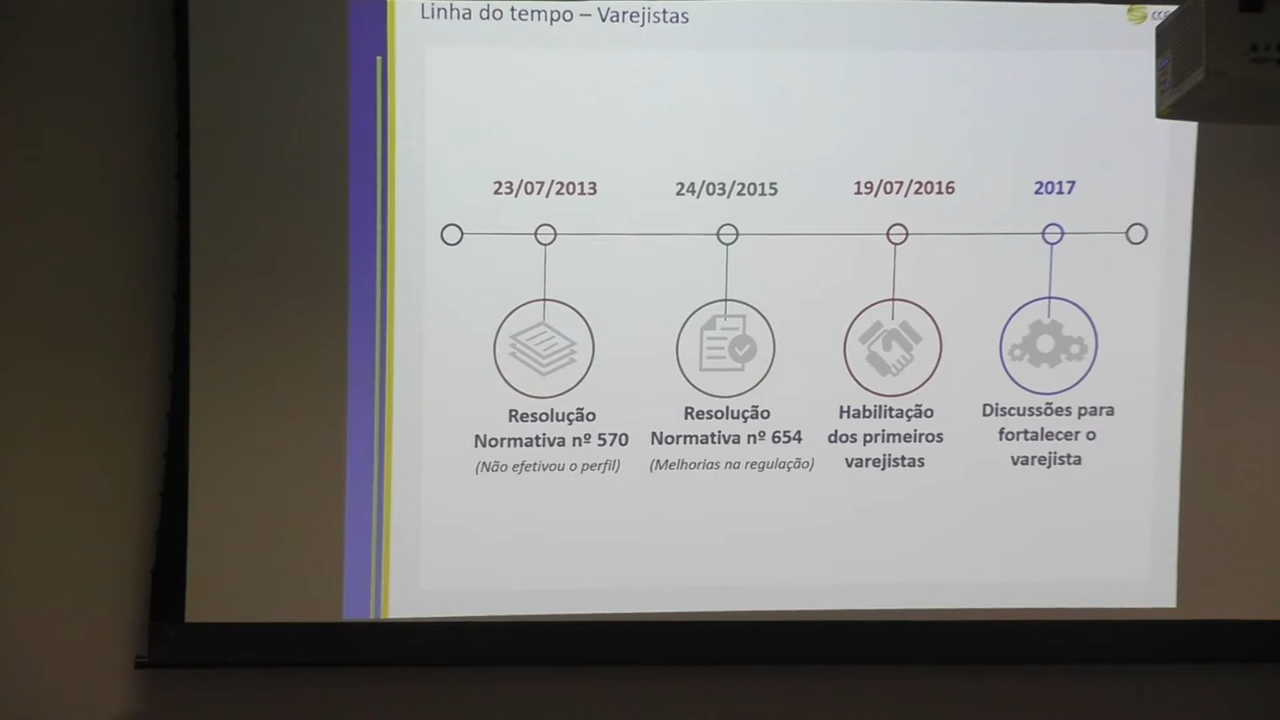 Linha do tempo – Varejistas
23/07/2013
24/03/2015
19/07/2016
2017
Resolução
Normativa nº 570
(Não efetivou o perfil)
Resolução
Normativa nº 654
(Melhorias na regulação)
Habilitação
dos primeiros
varejistas
Discussões para
fortalecer o
varejista